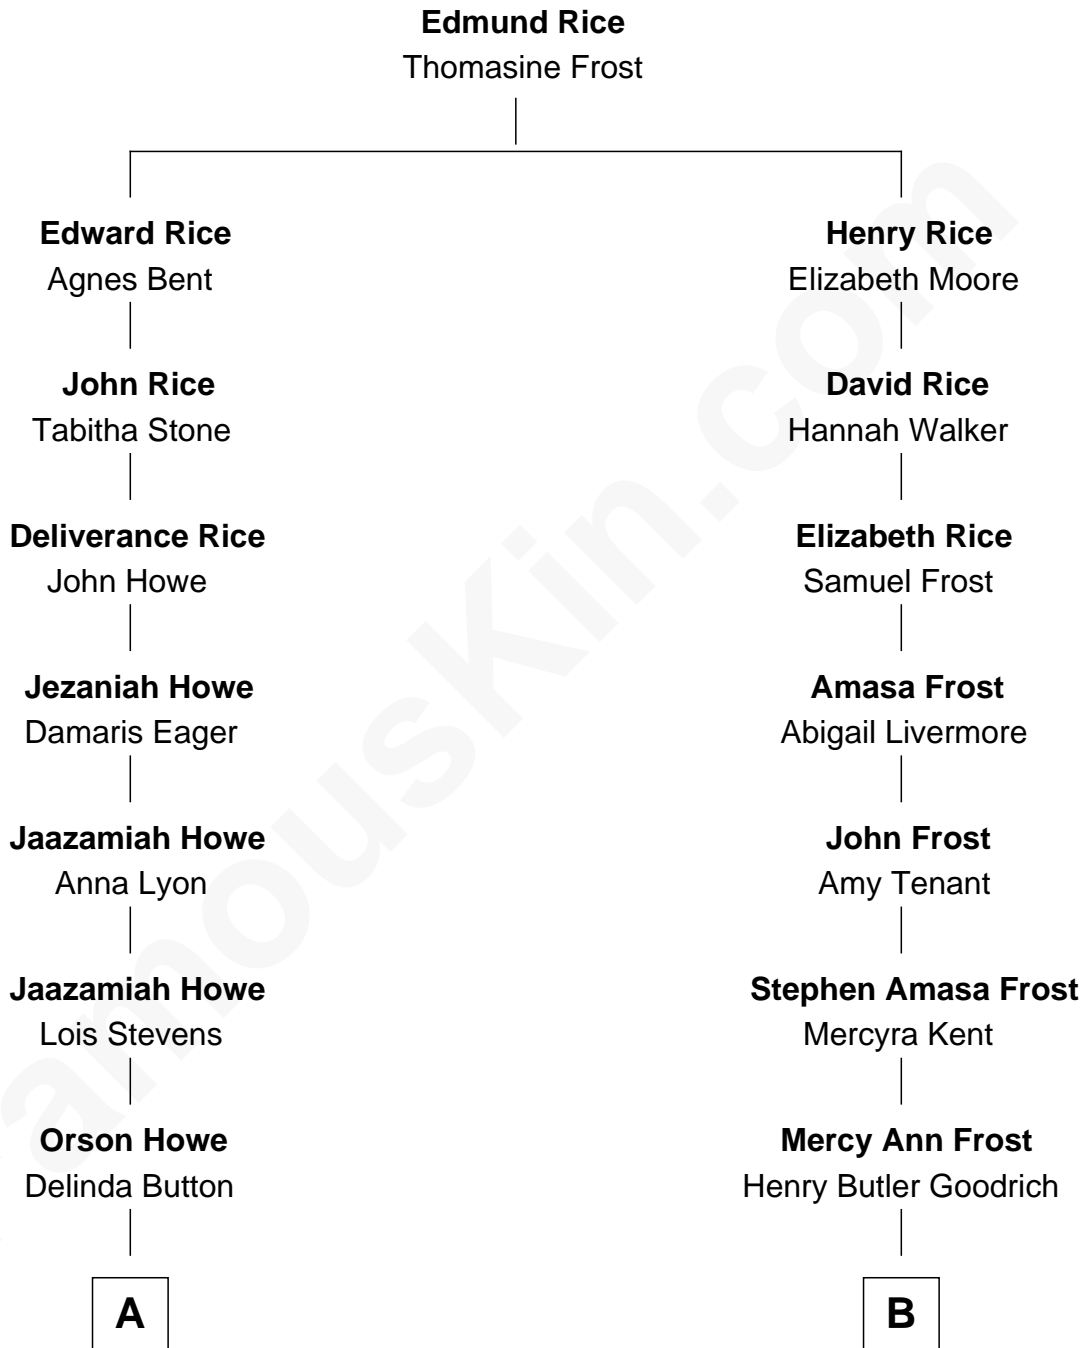 Edmund Rice
Thomasine Frost
Edward Rice
Agnes Bent
Henry Rice
Elizabeth Moore
John Rice
Tabitha Stone
David Rice
Hannah Walker
Deliverance Rice
John Howe
Elizabeth Rice
Samuel Frost
Jezaniah Howe
Damaris Eager
Amasa Frost
Abigail Livermore
Jaazamiah Howe
Anna Lyon
John Frost
Amy Tenant
Jaazamiah Howe
Lois Stevens
Stephen Amasa Frost
Mercyra Kent
Orson Howe
Delinda Button
Mercy Ann Frost
Henry Butler Goodrich
A
B
amousKin.com